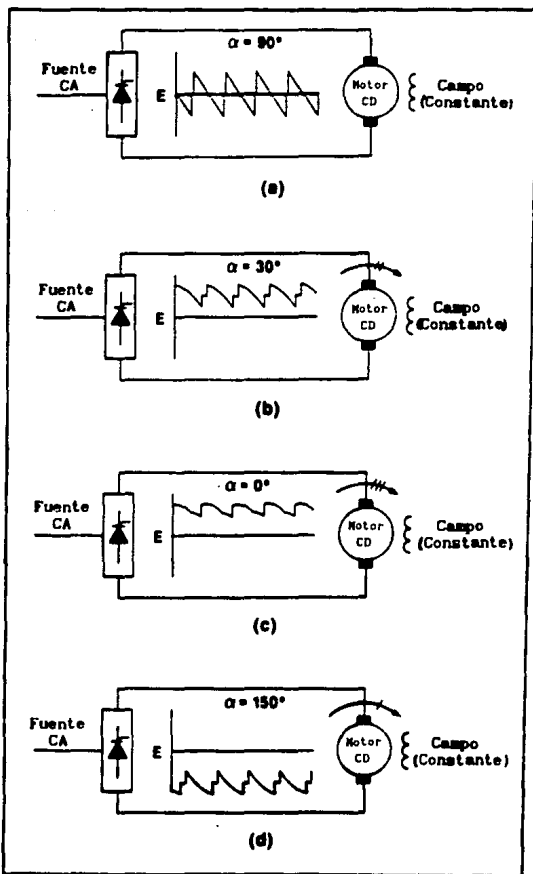 α = 90°
Fuente
CA
E
Motor
CD
Campo
(Constante)
(a)
α = 30°
Fuente
CA
E
Motor
CD
Campo
(Constante)
(b)
α = 0°
Fuente
CA
E
Motor
CD
Campo
(Constante)
(c)
α = 150°
Fuente
CA
E
Motor
CD
Campo
(Constante)
(d)